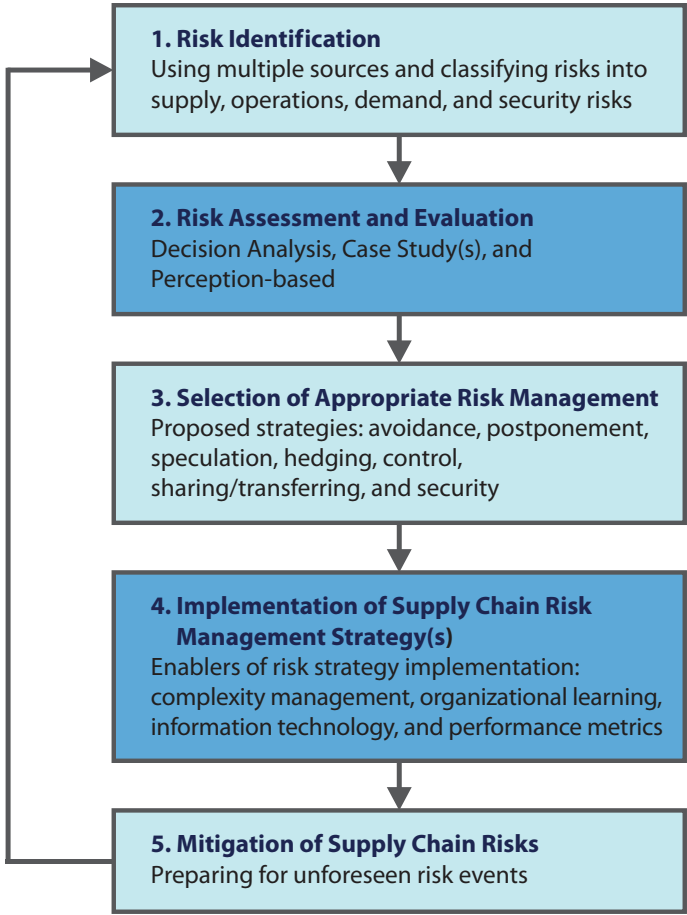 1. Risk Identification
Using multiple sources and classifying risks into
supply, operations, demand, and security risks
2. Risk Assessment and Evaluation
Decision Analysis, Case Study(s), and
Perception-based
3. Selection of Appropriate Risk Management
Proposed strategies: avoidance, postponement,
speculation, hedging, control,
sharing/transferring, and security
4. Implementation of Supply Chain Risk
Management Strategy(s)
Enablers of risk strategy implementation:
complexity management, organizational learning,
information technology, and performance metrics
5. Mitigation of Supply Chain Risks
Preparing for unforeseen risk events